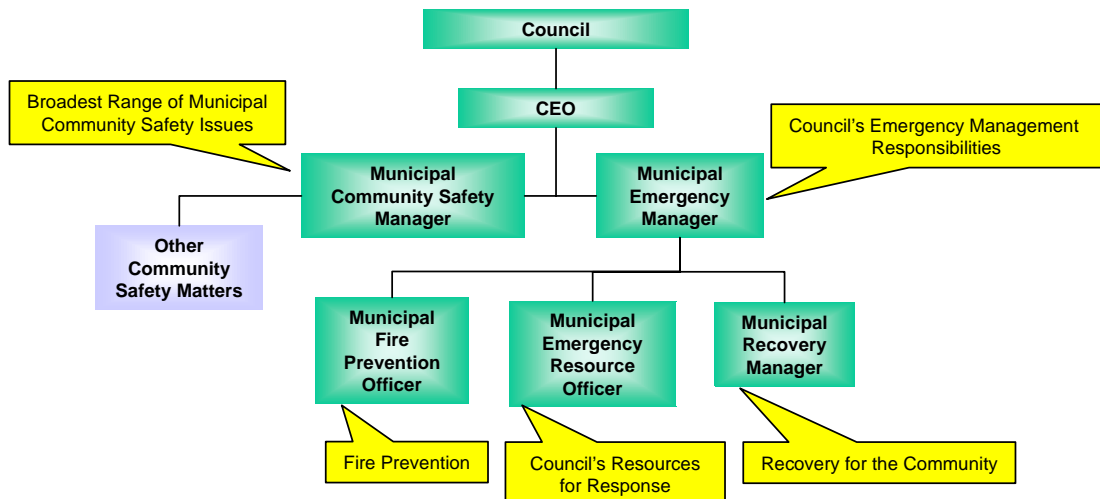 Council
Broadest Range of Municipal
Community Safety Issues
CEO
Council's Emergency Management
Responsibilities
Municipal
Community Safety
Manager
Municipal
Emergency
Manager
Other
Community
Safety Matters
Municipal
Fire
Prevention
Officer
Municipal
Emergency
Resource
Officer
Municipal
Recovery
Manager
Fire Prevention
Council's Resources
for Response
Recovery for the Community